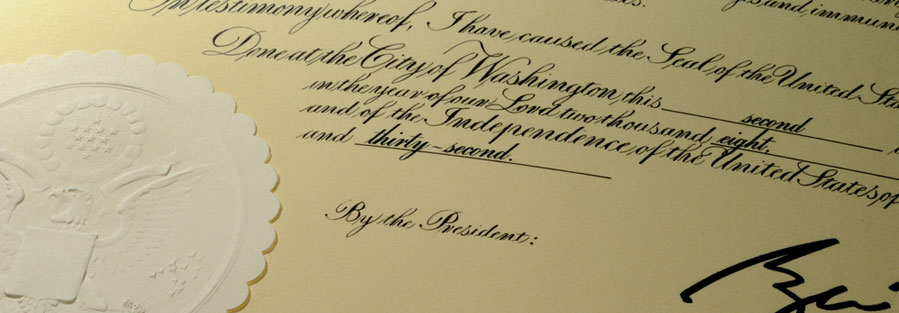 In testimony whereof, I have caused the Seal of the United Sta
Done at the City of Washington, this second
in the year of our Lord two thousand, eight,
and of the Independence of the United States, of
and thirty-second.
By the President: